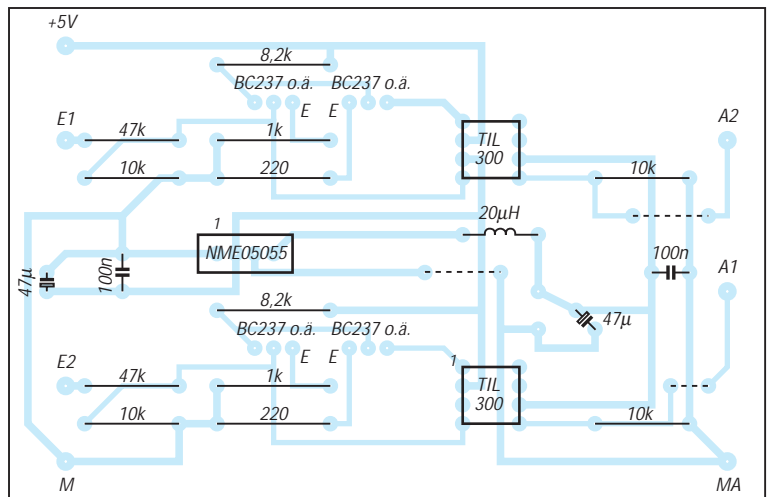 +5V
8,2k
BC237 o.ä. BC237 o.ä.
E E
E1
47k
1k
TIL
300
A2
10k
220
10k
1
20µH
NME05055
47µ
100n
100n
A1
8,2k
BC237 o.ä. BC237 o.ä.
47µ
E E
1
E2
47k
1k
TIL
300
10k
220
10k
M
MA